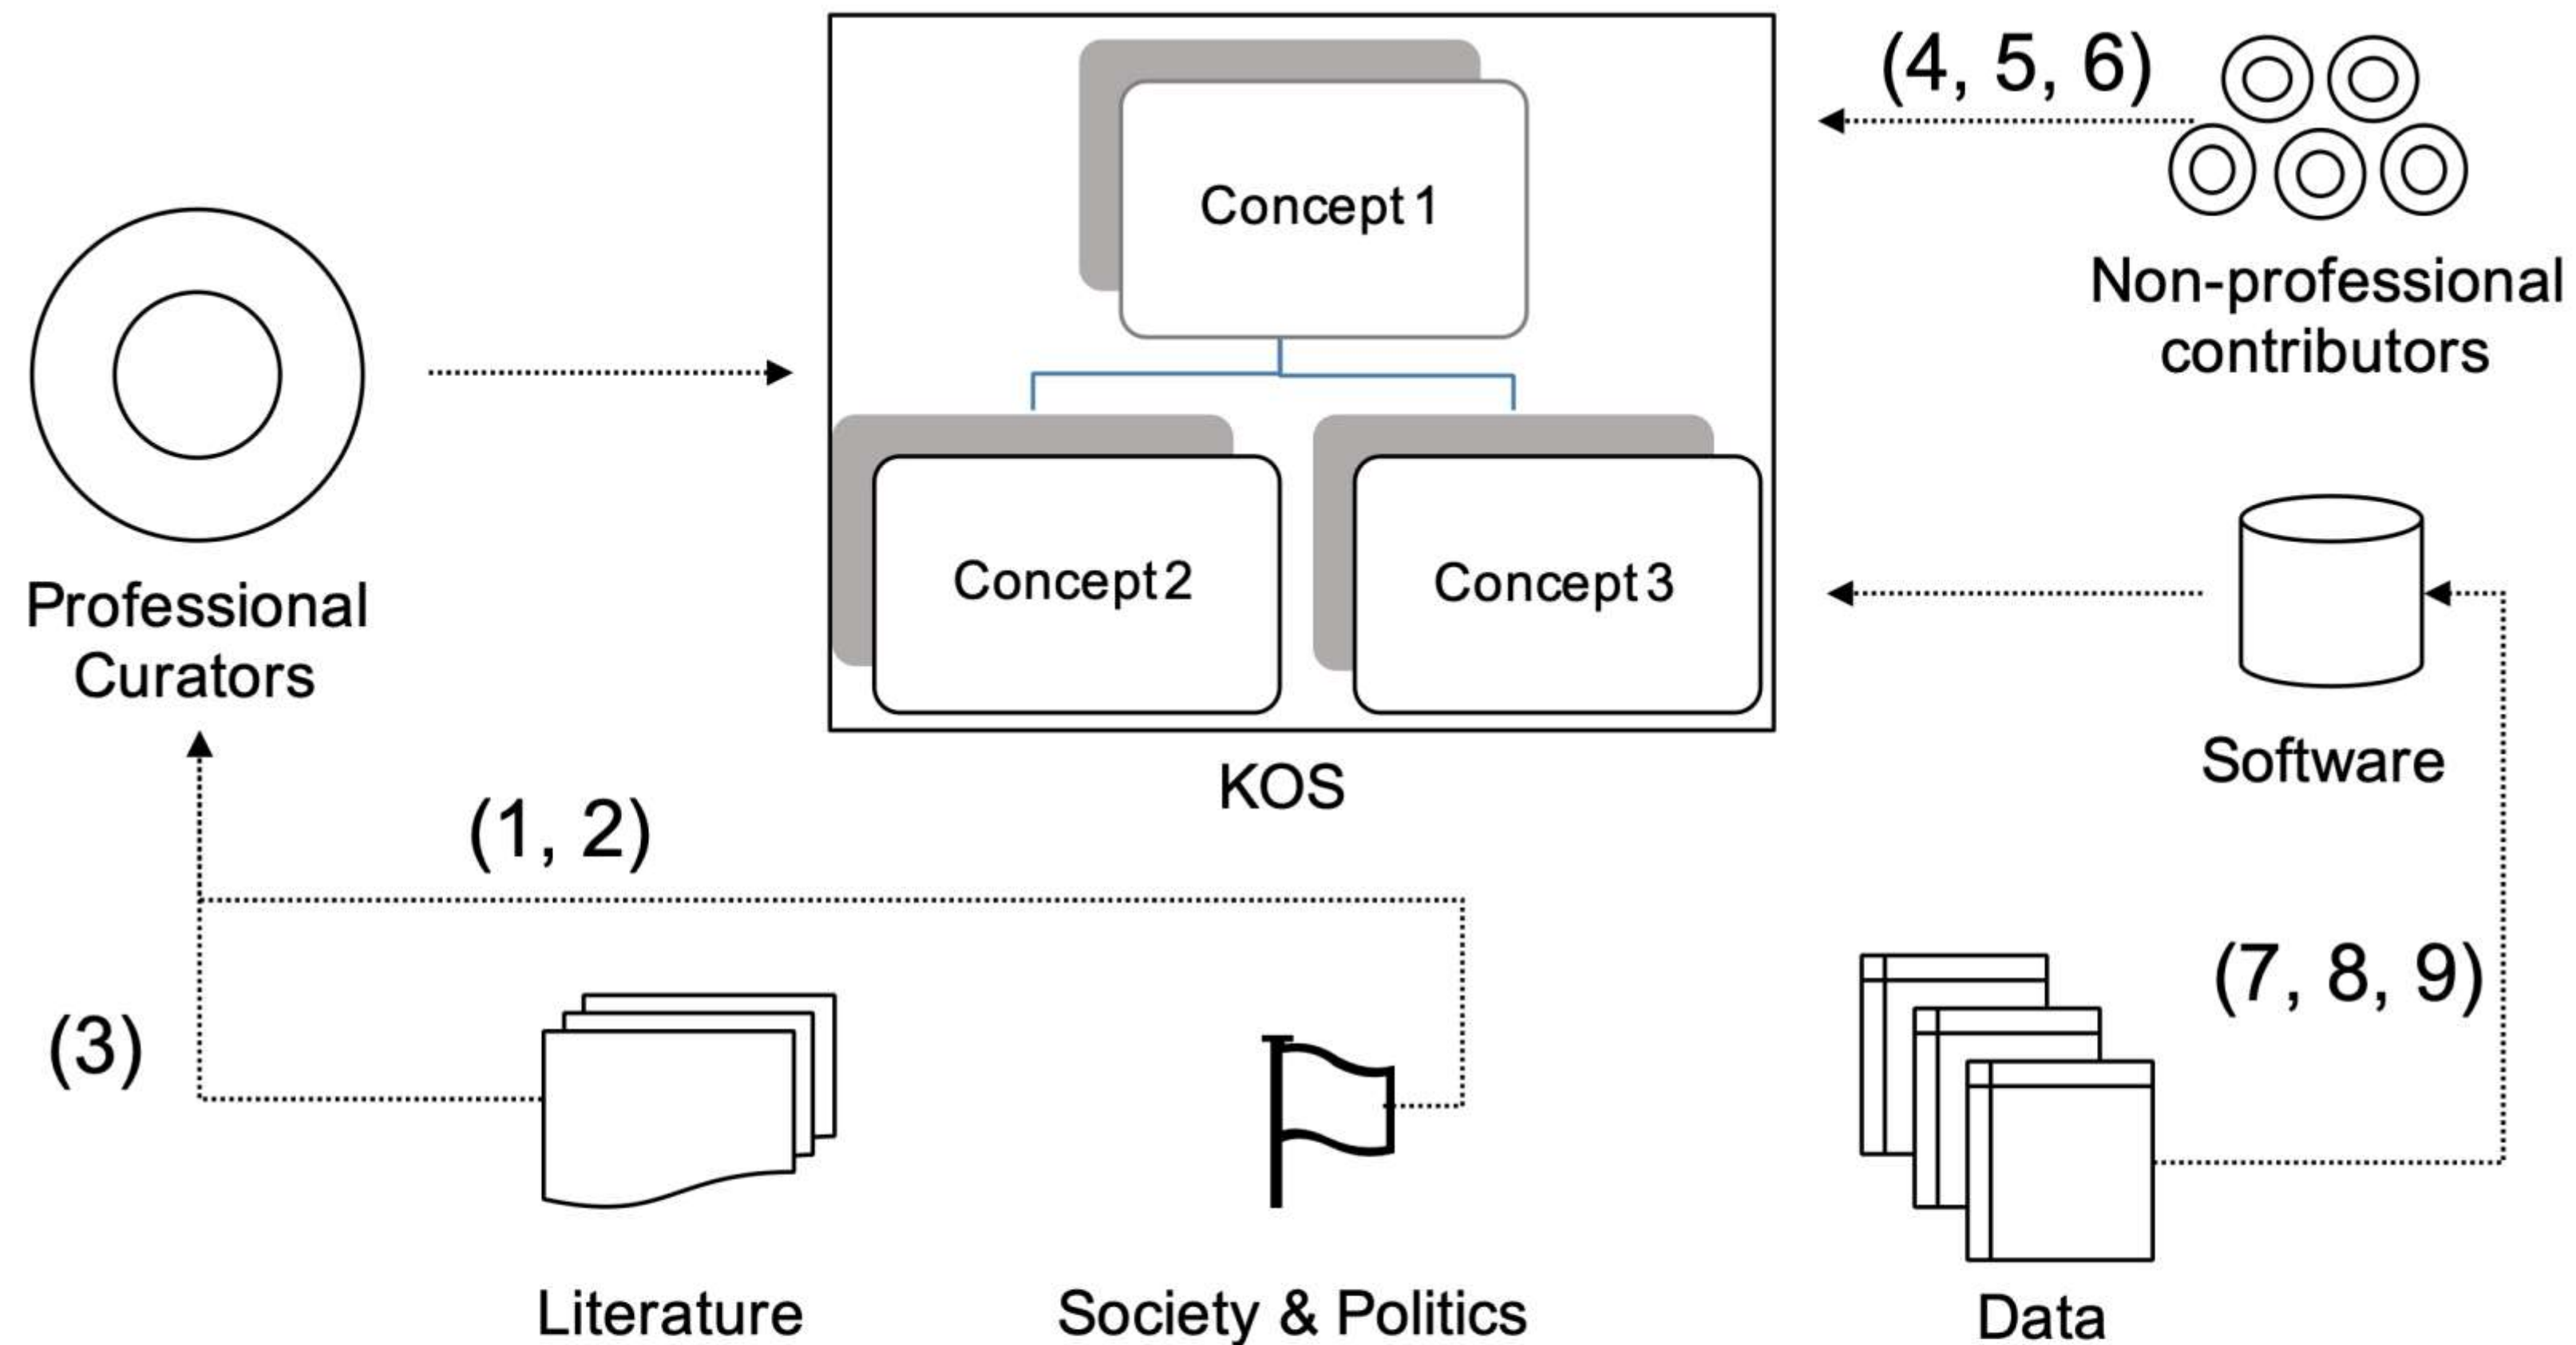 (4, 5, 6)
Concept 1
Non-professional
contributors
Concept 2
Concept 3
Professional
Curators
Software
KOS
(1, 2)
(7, 8, 9)
(3)
Literature
Society & Politics
Data